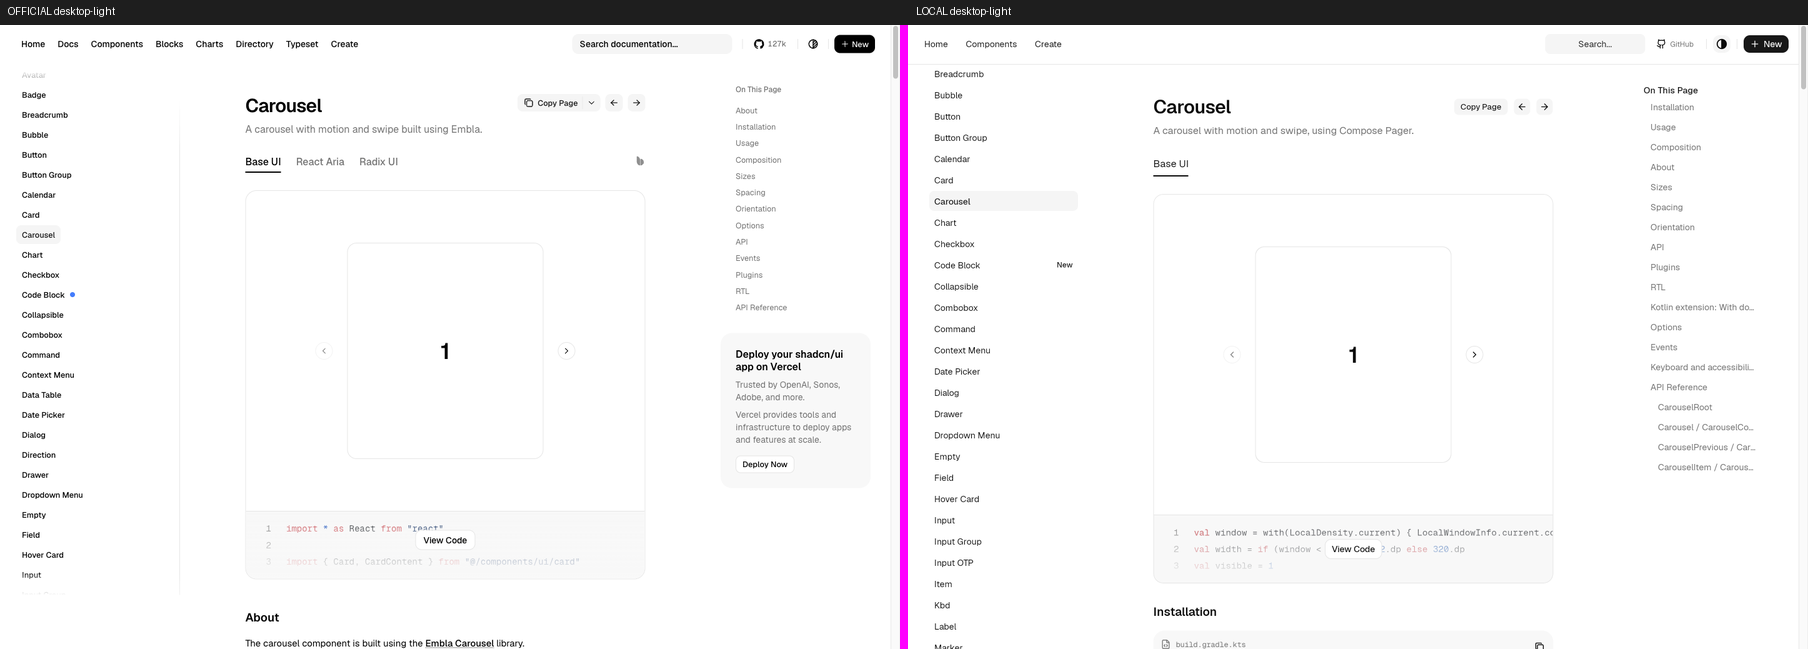 OFFICIAL desktop-light
Home Docs Components Blocks Charts Directory Typeset Create
Search documentation...
127k
+ New
Avatar
Badge
Breadcrumb
Bubble
Button
Button Group
Calendar
Card
Carousel
Chart
Checkbox
Code Block
Collapsible
Combobox
Command
Context Menu
Data Table
Date Picker
Dialog
Direction
Drawer
Dropdown Menu
Empty
Field
Hover Card
Input
Carousel
Copy Page
A carousel with motion and swipe built using Embla.
Base UI React Aria Radix UI
1
1 import * as React from "react"
2
3 import { Card, CardContent } from "@/components/ui/card"
View Code
About
The carousel component is built using the Embla Carousel library.
On This Page
About
Installation
Usage
Composition
Sizes
Spacing
Orientation
Options
API
Events
Plugins
RTL
API Reference
Deploy your shadcn/ui
app on Vercel
Trusted by OpenAI, Sonos,
Adobe, and more.
Vercel provides tools and
infrastructure to deploy apps
and features at scale.
Deploy Now
LOCAL desktop-light
Home Components Create
Search...
GitHub
+ New
Breadcrumb
Bubble
Button
Button Group
Calendar
Card
Carousel
Chart
Checkbox
Code Block New
Collapsible
Combobox
Command
Context Menu
Date Picker
Dialog
Drawer
Dropdown Menu
Empty
Field
Hover Card
Input
Input Group
Input OTP
Item
Kbd
Label
Marker
Carousel
Copy Page
A carousel with motion and swipe, using Compose Pager.
Base UI
1
1 val window = with(LocalDensity.current) { LocalWindowInfo.current.co
2 val width = if (window < 2.dp else 320.dp
3 val visible = 1
View Code
Installation
build.gradle.kts
On This Page
Installation
Usage
Composition
About
Sizes
Spacing
Orientation
API
Plugins
RTL
Kotlin extension: With do...
Options
Events
Keyboard and accessibili...
API Reference
CarouselRoot
Carousel / CarouselCo...
CarouselPrevious / Car...
CarouselItem / Carous...